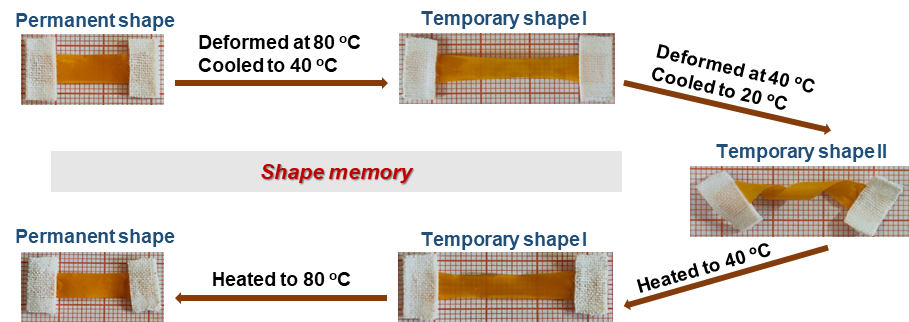 Permanent shape
Deformed at 80 °C
Cooled to 40 °C
Temporary shape I
Deformed at 40 °C
Cooled to 20 °C
Temporary shape II
Shape memory
Heated to 40 °C
Temporary shape I
Heated to 80 °C
Permanent shape